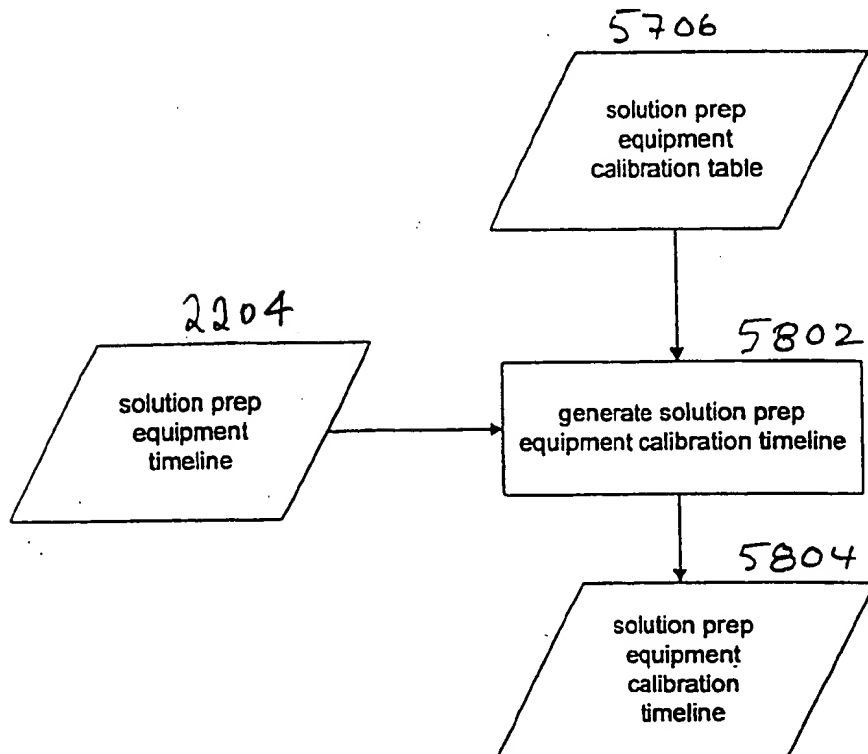 5706
solution prep
equipment
calibration table
2204
solution prep
equipment
timeline
5802
generate solution prep
equipment calibration timeline
5804
solution prep
equipment
calibration
timeline